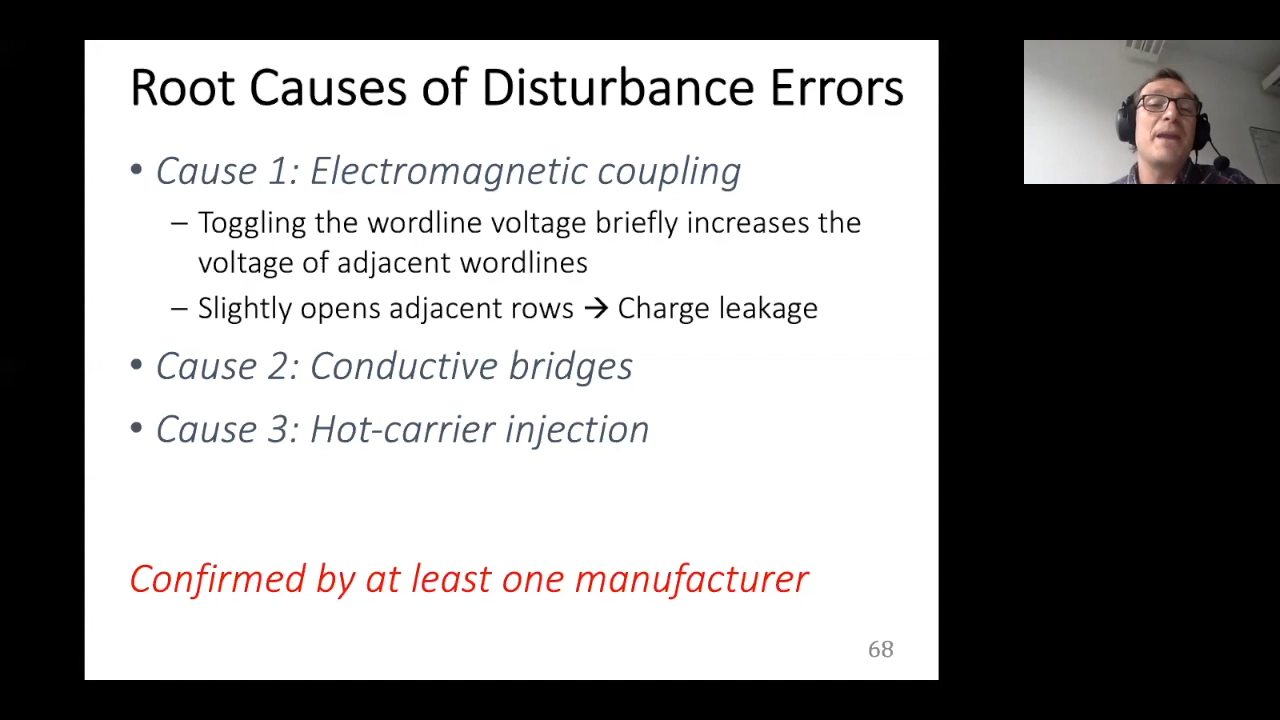 Root Causes of Disturbance Errors
• Cause 1: Electromagnetic coupling
– Toggling the wordline voltage briefly increases the
voltage of adjacent wordlines
– Slightly opens adjacent rows → Charge leakage
• Cause 2: Conductive bridges
• Cause 3: Hot-carrier injection
Confirmed by at least one manufacturer
68